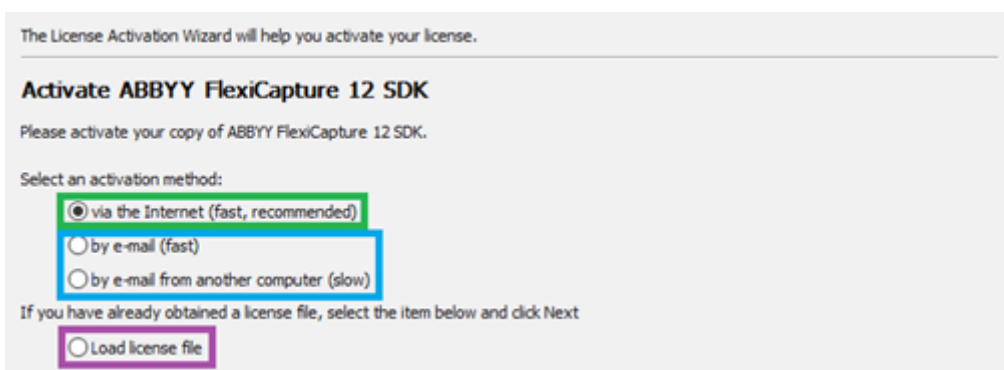 The License Activation Wizard will help you activate your license.
Activate ABBYY FlexiCapture 12 SDK
Please activate your copy of ABBYY FlexiCapture 12 SDK.
Select an activation method:
via the Internet (fast, recommended)
by e-mail (fast)
by e-mail from another computer (slow)
If you have already obtained a license file, select the item below and click Next
Load license file